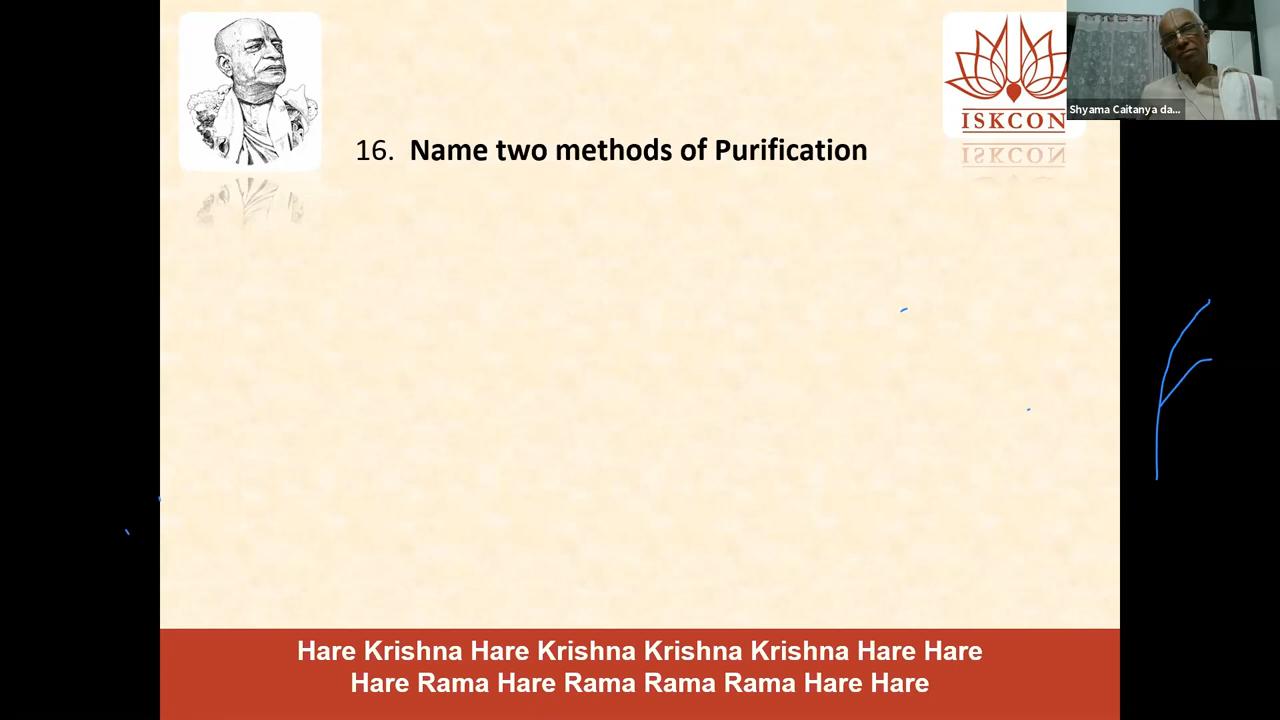 ISKCON
Shyama Caitanya da...
16. Name two methods of Purification
Hare Krishna Hare Krishna Krishna Krishna Hare Hare
Hare Rama Hare Rama Rama Rama Hare Hare